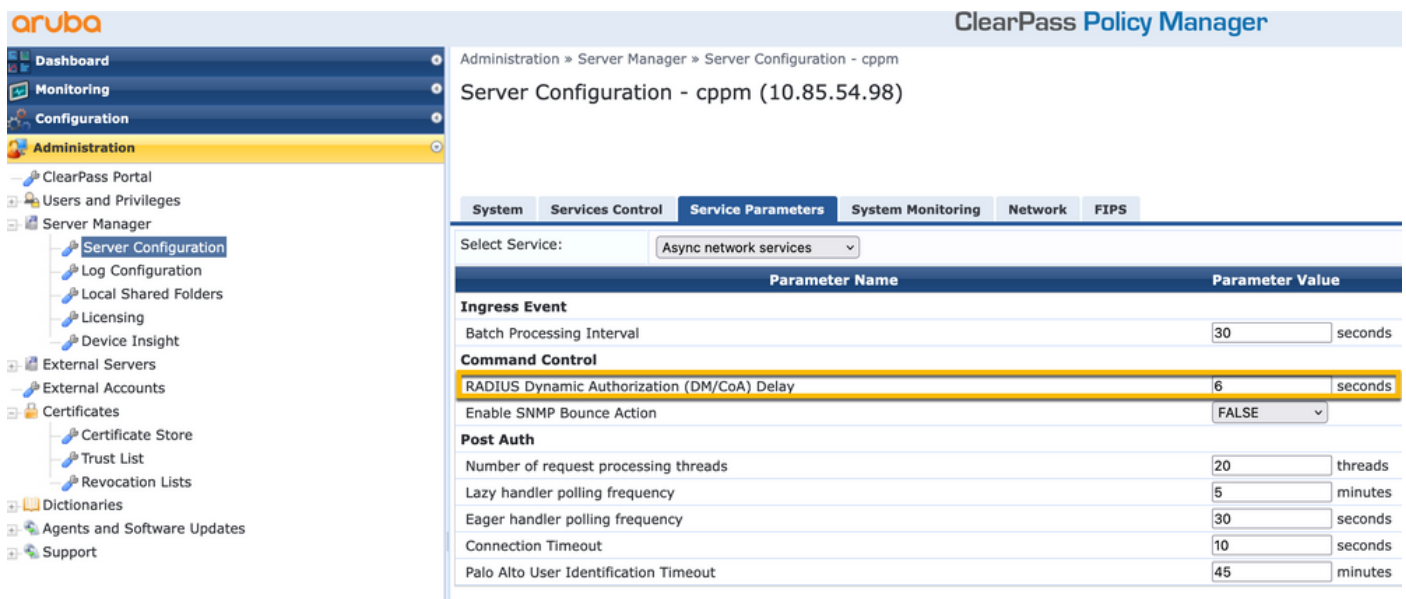 aruba
ClearPass Policy Manager
Dashboard
Monitoring
Configuration
Administration
ClearPass Portal
Users and Privileges
Server Manager
Server Configuration
Log Configuration
Local Shared Folders
Licensing
Device Insight
External Servers
External Accounts
Certificates
Certificate Store
Trust List
Revocation Lists
Dictionaries
Agents and Software Updates
Support
Administration » Server Manager » Server Configuration - cppm
Server Configuration - cppm (10.85.54.98)
System Services Control Service Parameters System Monitoring Network FIPS
Select Service: Async network services
Parameter Name Parameter Value
Ingress Event
Batch Processing Interval 30 seconds
Command Control
RADIUS Dynamic Authorization (DM/CoA) Delay 6 seconds
Enable SNMP Bounce Action FALSE
Post Auth
Number of request processing threads 20 threads
Lazy handler polling frequency 5 minutes
Eager handler polling frequency 30 seconds
Connection Timeout 10 seconds
Palo Alto User Identification Timeout 45 minutes